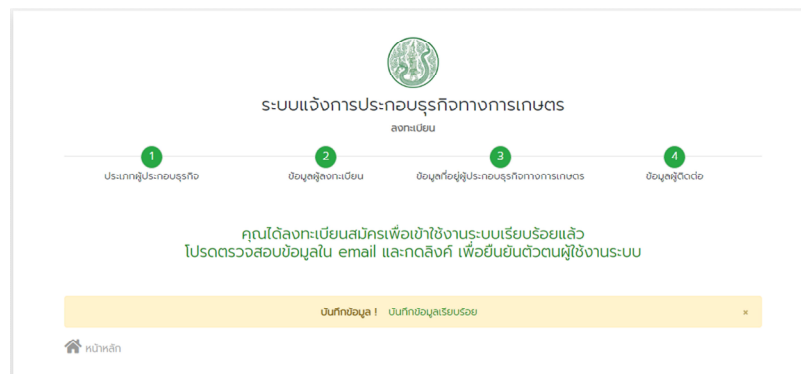 ระบบแจ้งการประกอบธุรกิจทางการเกษตร
ลงทะเบียน
1 2 3 4
ประเภทผู้ประกอบธุรกิจ ข้อมูลผู้ลงทะเบียน ข้อมูลที่อยู่ผู้ประกอบธุรกิจทางการเกษตร ข้อมูลผู้ติดต่อ
คุณได้ลงทะเบียนสมัครเพื่อเข้าใช้งานระบบเรียบร้อยแล้ว
โปรดตรวจสอบข้อมูลใน email และกดลิงค์ เพื่อยืนยันตัวตนผู้ใช้งานระบบ
บันทึกข้อมูล ! บันทึกข้อมูลเรียบร้อย ×
หน้าหลัก